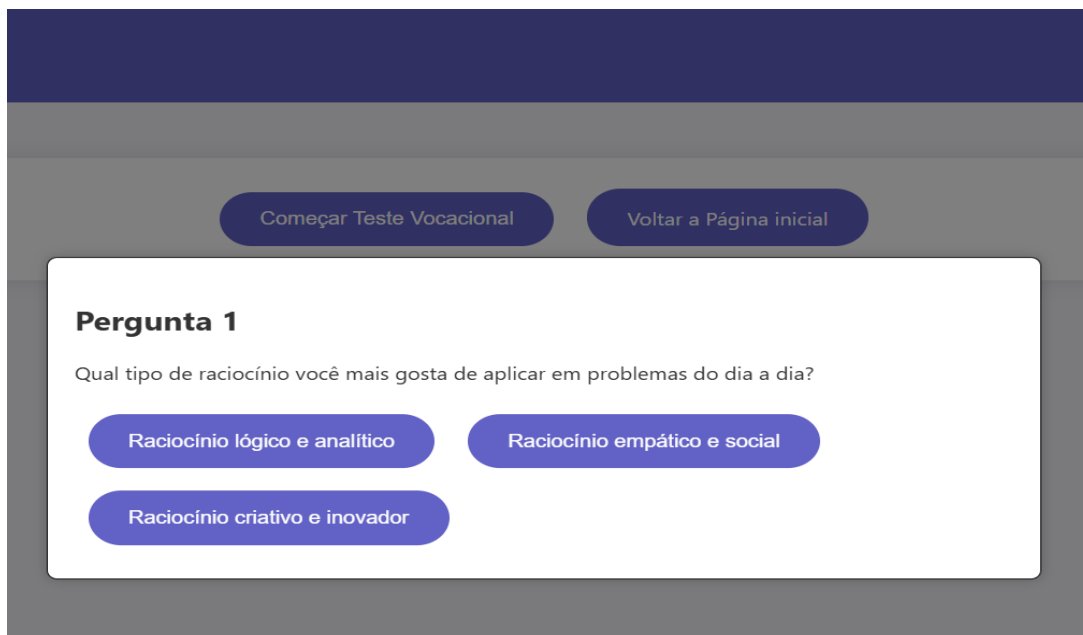 Começar Teste Vocacional
Voltar a Página inicial
Pergunta 1
Qual tipo de raciocínio você mais gosta de aplicar em problemas do dia a dia?
Raciocínio lógico e analítico
Raciocínio empático e social
Raciocínio criativo e inovador